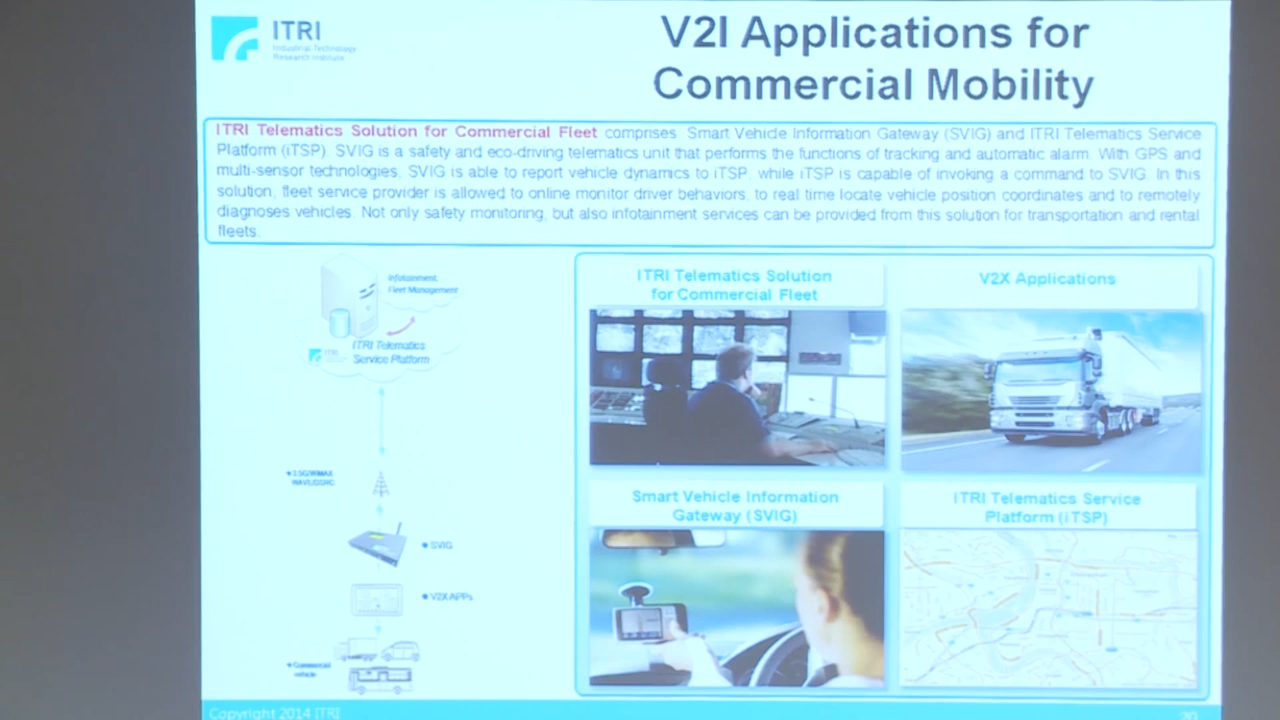 ITRI
Industrial Technology
Research Institute
V2I Applications for
Commercial Mobility
ITRI Telematics Solution for Commercial Fleet comprises Smart Vehicle Information Gateway (SVIG) and ITRI Telematics Service
Platform (iTSP). SVIG is a safety and eco-driving telematics unit that performs the functions of tracking and automatic alarm. With GPS and
multi-sensor technologies, SVIG is able to report vehicle dynamics to iTSP, while iTSP is capable of invoking a command to SVIG. In this
solution, fleet service provider is allowed to online monitor driver behaviors, to real time locate vehicle position coordinates and to remotely
diagnoses vehicles. Not only safety monitoring, but also infotainment services can be provided from this solution for transportation and rental
fleets.
Infotainment,
Fleet Management
ITRI
ITRI Telematics
Service Platform
3.5G/WiMAX
WAVE/DSRC
SVIG
V2X APPs
Commercial
vehicle
ITRI Telematics Solution
for Commercial Fleet
V2X Applications
Smart Vehicle Information
Gateway (SVIG)
ITRI Telematics Service
Platform (iTSP)
Copyright 2014 ITRI